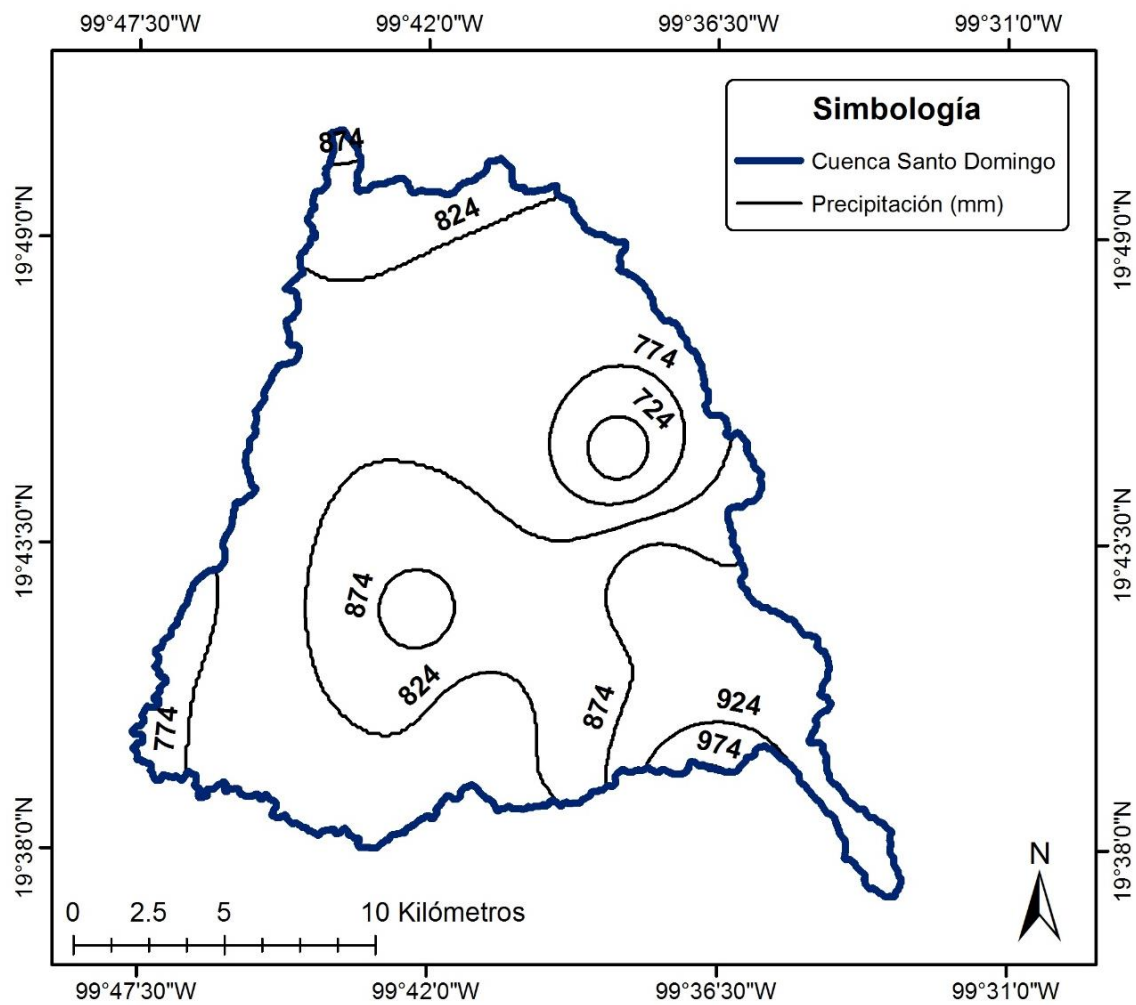 99°47'30"W 99°42'0"W 99°36'30"W 99°31'0"W
Simbología
Cuenca Santo Domingo
Precipitación (mm)
874
824
19°49'0"N
19°49'0"N
774
724
19°43'30"N
19°43'30"N
874
824
874
924
974
774
19°38'0"N
19°38'0"N
N
0 2.5 5 10 Kilómetros
99°47'30"W 99°42'0"W 99°36'30"W 99°31'0"W